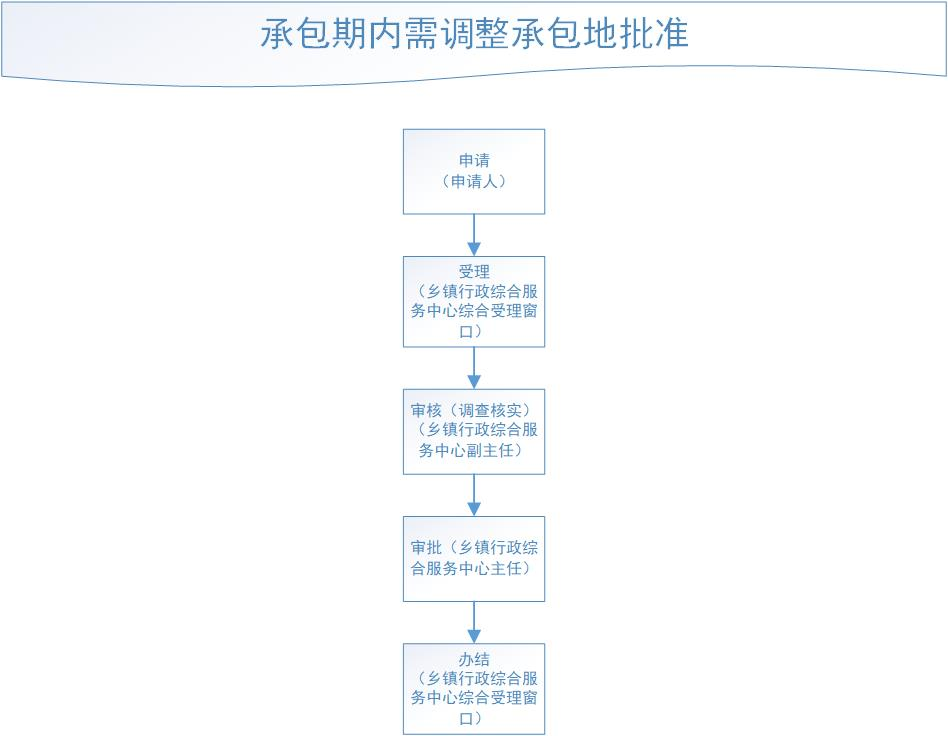 承包期内需调整承包地批准
申请
（申请人）
受理
（乡镇行政综合服
务中心综合受理窗
口）
审核（调查核实）
（乡镇行政综合服
务中心副主任）
审批（乡镇行政综
合服务中心主任）
办结
（乡镇行政综合服
务中心综合受理窗
口）